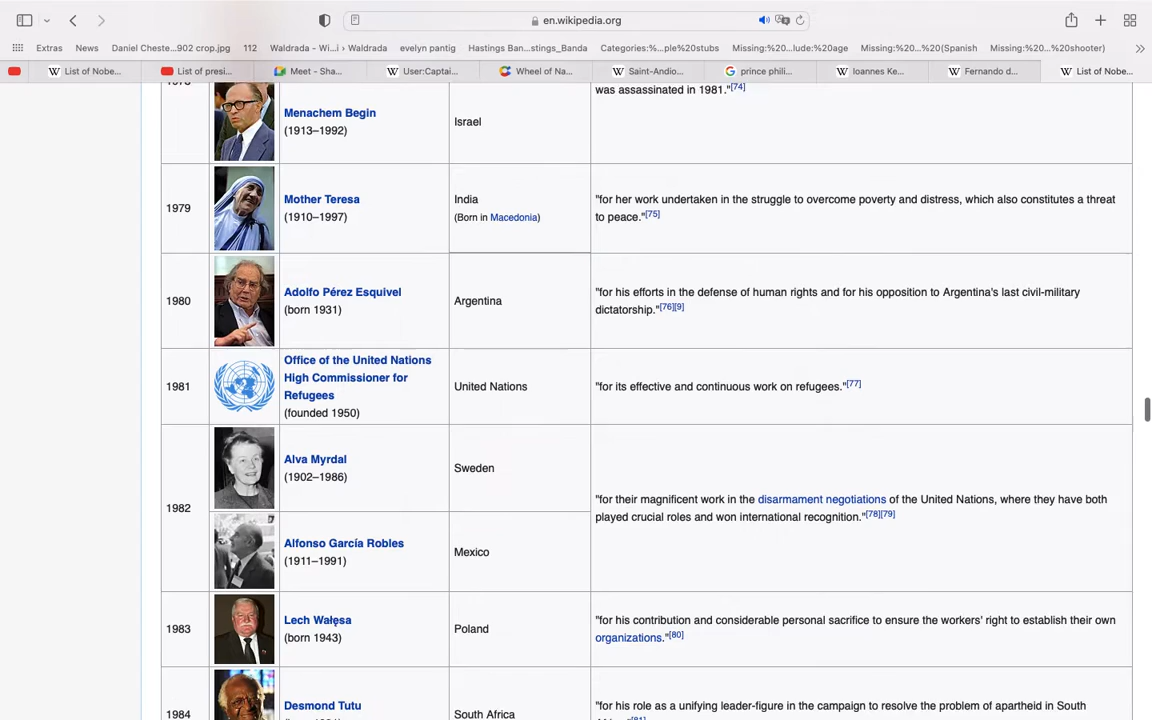 en.wikipedia.org
Extras
News
Daniel Cheste...902 crop.jpg
112
Waldrada – Wi...i › Waldrada
evelyn pantig
Hastings Ban...stings_Banda
Categories:%...ple%20stubs
Missing:%20...lude:%20age
Missing:%20...%20(Spanish
Missing:%20...%20shooter)
List of Nobe...
List of presi...
Meet – Sha...
User:Captai...
Wheel of Na...
Saint-Andio...
prince phili...
Ioannes Ke...
Fernando d...
List of Nobe...
was assassinated in 1981."[74]
Menachem Begin
(1913–1992)
Israel
1979
Mother Teresa
(1910–1997)
India
(Born in Macedonia)
"for her work undertaken in the struggle to overcome poverty and distress, which also constitutes a threat
to peace."[75]
1980
Adolfo Pérez Esquivel
(born 1931)
Argentina
"for his efforts in the defense of human rights and for his opposition to Argentina's last civil-military
dictatorship."[76][9]
1981
Office of the United Nations
High Commissioner for
Refugees
(founded 1950)
United Nations
"for its effective and continuous work on refugees."[77]
1982
Alva Myrdal
(1902–1986)
Sweden
"for their magnificent work in the disarmament negotiations of the United Nations, where they have both
played crucial roles and won international recognition."[78][79]
Alfonso García Robles
(1911–1991)
Mexico
1983
Lech Wałęsa
(born 1943)
Poland
"for his contribution and considerable personal sacrifice to ensure the workers' right to establish their own
organizations."[80]
1984
Desmond Tutu
South Africa
"for his role as a unifying leader-figure in the campaign to resolve the problem of apartheid in South